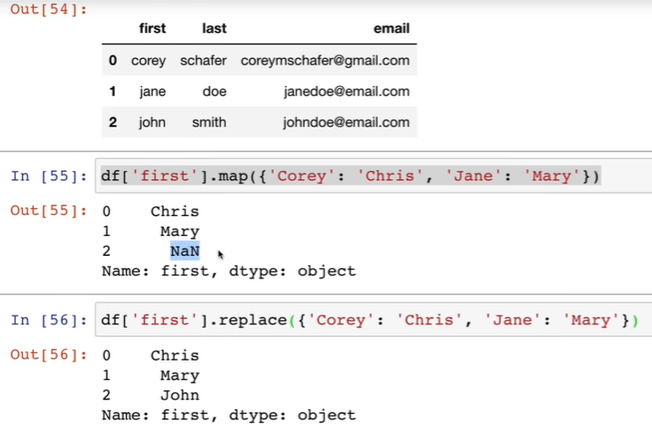 Out[54]:
first last email
0 corey schafer coreymschafer@gmail.com
1 jane doe janedoe@email.com
2 john smith johndoe@email.com
In [55]: df['first'].map({'Corey': 'Chris', 'Jane': 'Mary'})
Out[55]: 0 Chris
1 Mary
2 NaN
Name: first, dtype: object
In [56]: df['first'].replace({'Corey': 'Chris', 'Jane': 'Mary'})
Out[56]: 0 Chris
1 Mary
2 John
Name: first, dtype: object